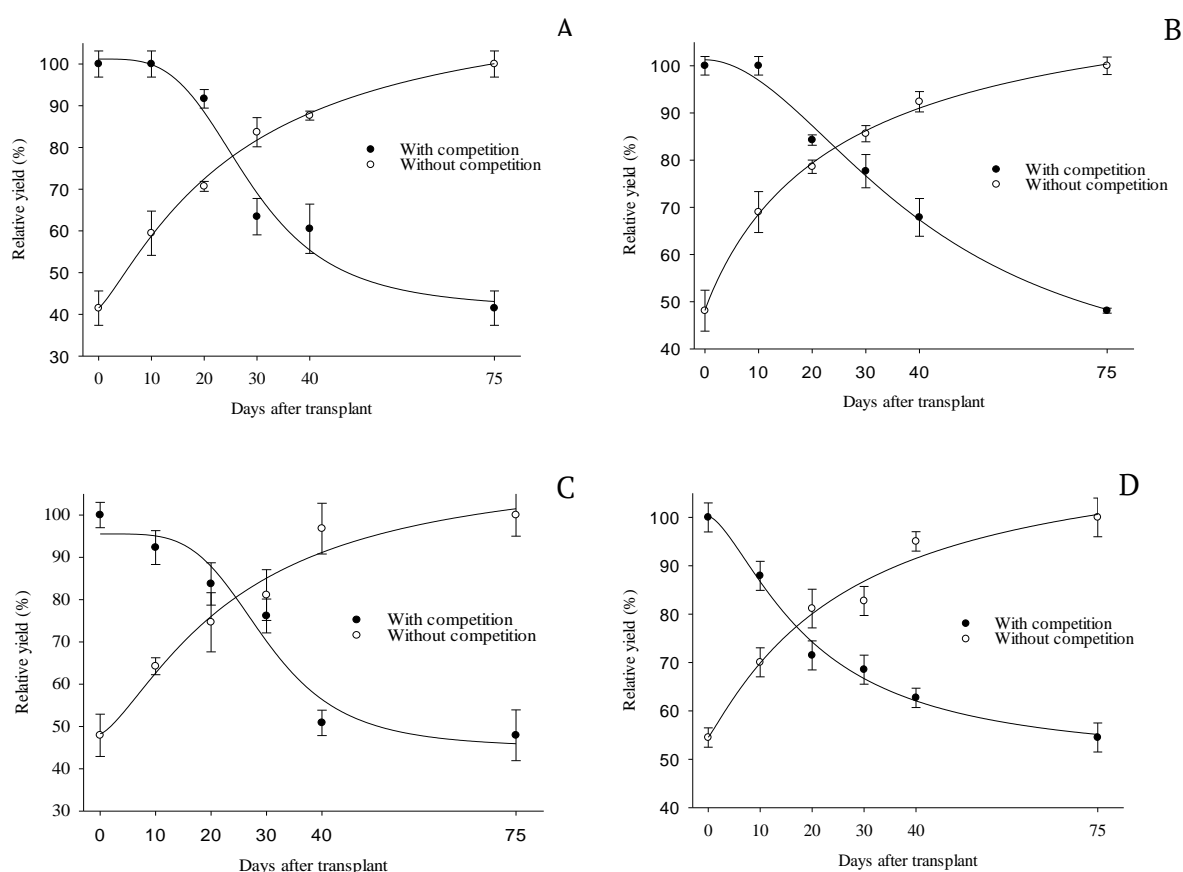 A
100
90
80
70
60
50
40
30
Relative yield (%)
With competition
Without competition
0 10 20 30 40 75
Days after transplant
B
100
90
80
70
60
50
40
Relative yield (%)
With competition
Without competition
0 10 20 30 40 75
Days after transplant
C
100
90
80
70
60
50
40
30
Relative yield (%)
With competition
Without competition
0 10 20 30 40 75
Days after transplant
D
100
90
80
70
60
50
40
Relative yield (%)
With competition
Without competition
0 10 20 30 40 75
Days after transplant